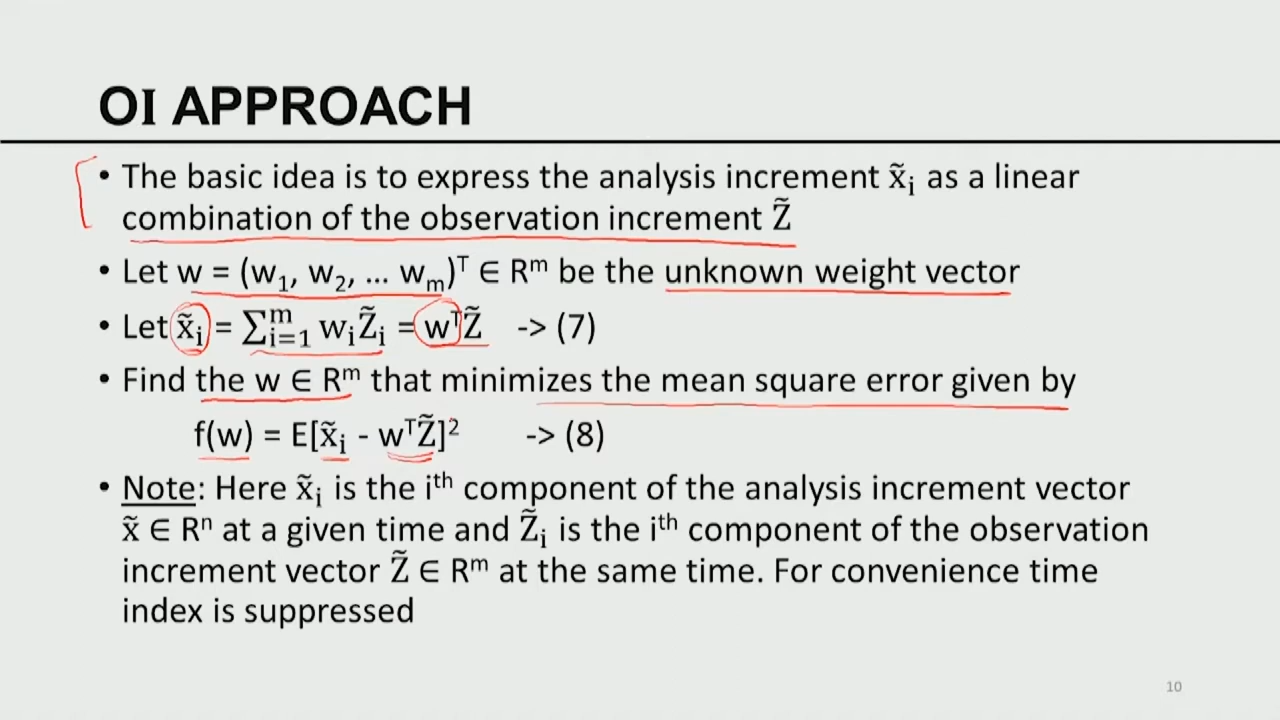 OI APPROACH
• The basic idea is to express the analysis increment x̃ᵢ as a linear
combination of the observation increment Z̃
• Let w = (w₁, w₂, … wₘ)ᵀ ∈ Rᵐ be the unknown weight vector
• Let x̃ᵢ = ∑ᵢ₌₁ᵐ wᵢZ̃ᵢ = wᵀZ̃ -> (7)
• Find the w ∈ Rᵐ that minimizes the mean square error given by
f(w) = E[x̃ᵢ - wᵀZ̃]² -> (8)
• Note: Here x̃ᵢ is the iᵗʰ component of the analysis increment vector
x̃ ∈ Rⁿ at a given time and Z̃ᵢ is the iᵗʰ component of the observation
increment vector Z̃ ∈ Rᵐ at the same time. For convenience time
index is suppressed
10